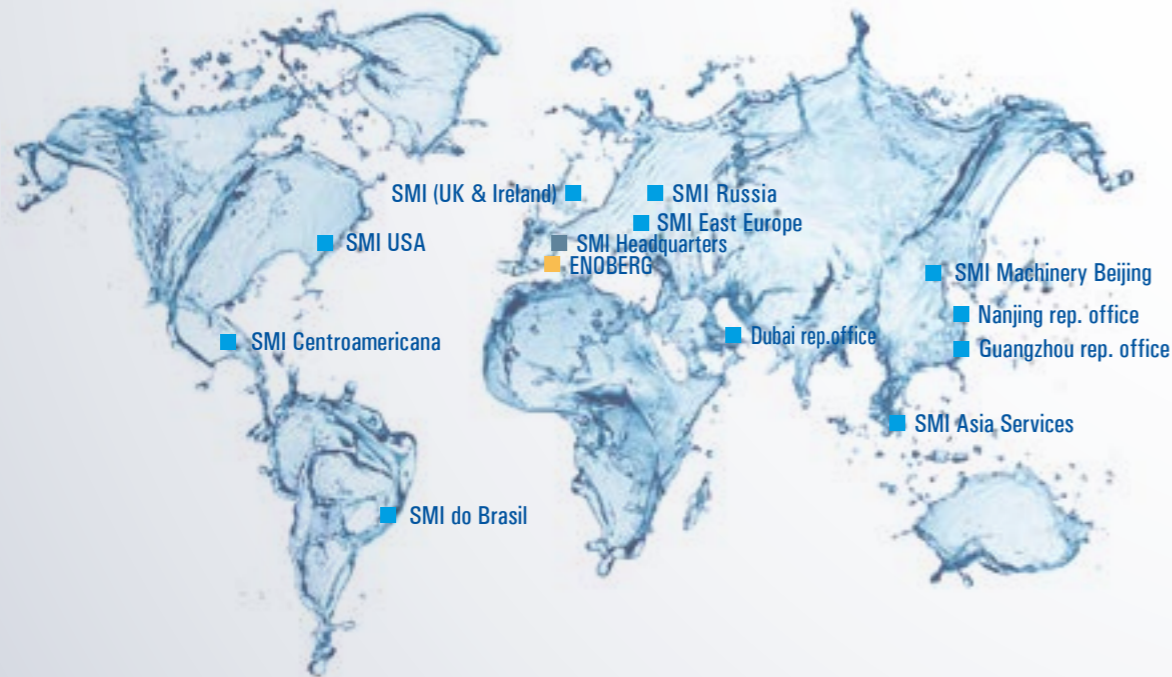 SMI (UK & Ireland)
SMI Russia
SMI East Europe
SMI USA
SMI Headquarters
ENOBERG
SMI Machinery Beijing
Nanjing rep. office
SMI Centroamericana
Dubai rep.office
Guangzhou rep. office
SMI Asia Services
SMI do Brasil